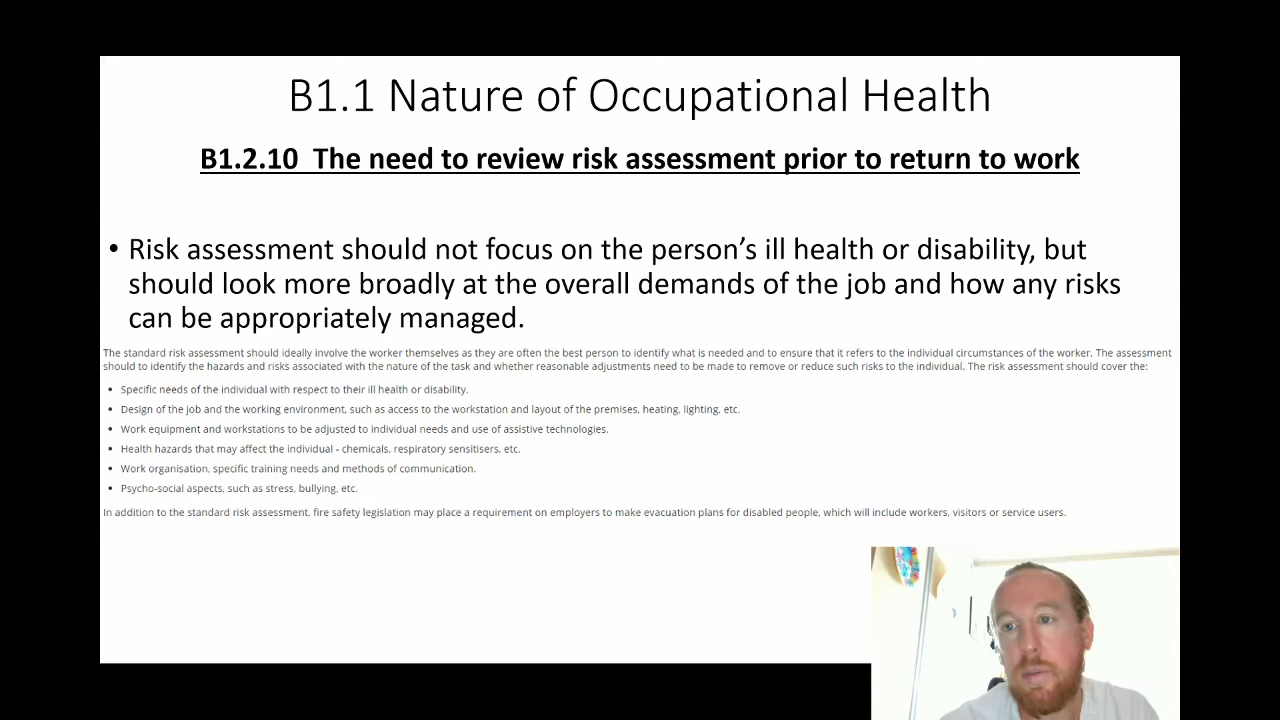 B1.1 Nature of Occupational Health
B1.2.10 The need to review risk assessment prior to return to work
• Risk assessment should not focus on the person’s ill health or disability, but
should look more broadly at the overall demands of the job and how any risks
can be appropriately managed.
The standard risk assessment should ideally involve the worker themselves as they are often the best person to identify what is needed and to ensure that it refers to the individual circumstances of the worker. The assessment
should to identify the hazards and risks associated with the nature of the task and whether reasonable adjustments need to be made to remove or reduce such risks to the individual. The risk assessment should cover the:
• Specific needs of the individual with respect to their ill health or disability.
• Design of the job and the working environment, such as access to the workstation and layout of the premises, heating, lighting, etc.
• Work equipment and workstations to be adjusted to individual needs and use of assistive technologies.
• Health hazards that may affect the individual - chemicals, respiratory sensitisers, etc.
• Work organisation, specific training needs and methods of communication.
• Psycho-social aspects, such as stress, bullying, etc.
In addition to the standard risk assessment, fire safety legislation may place a requirement on employers to make evacuation plans for disabled people, which will include workers, visitors or service users.